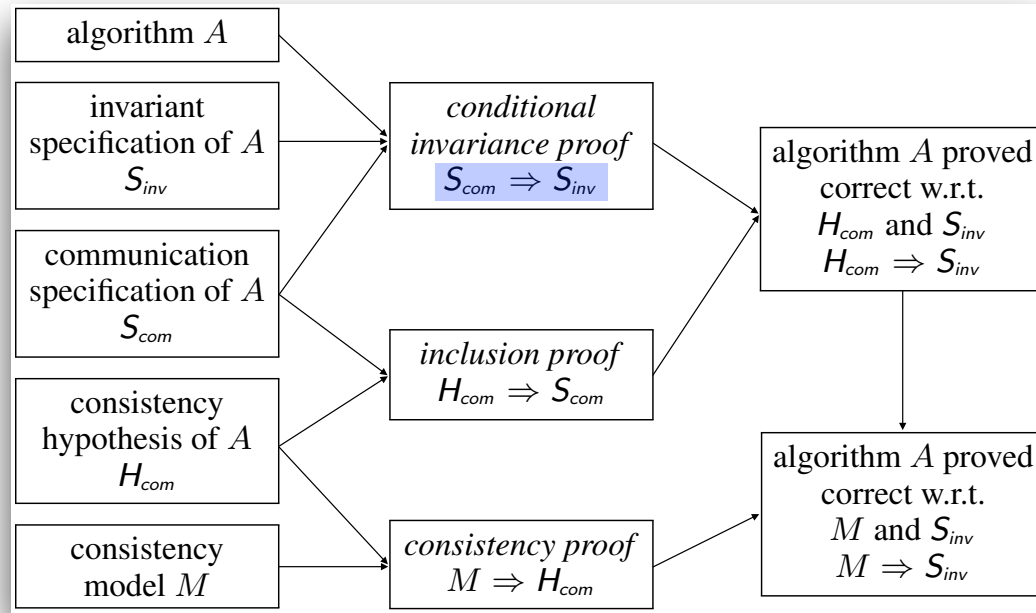 algorithm A
invariant
specification of A
S_inv
communication
specification of A
S_com
consistency
hypothesis of A
H_com
consistency
model M
conditional
invariance proof
S_com ⇒ S_inv
inclusion proof
H_com ⇒ S_com
consistency proof
M ⇒ H_com
algorithm A proved
correct w.r.t.
H_com and S_inv
H_com ⇒ S_inv
algorithm A proved
correct w.r.t.
M and S_inv
M ⇒ S_inv